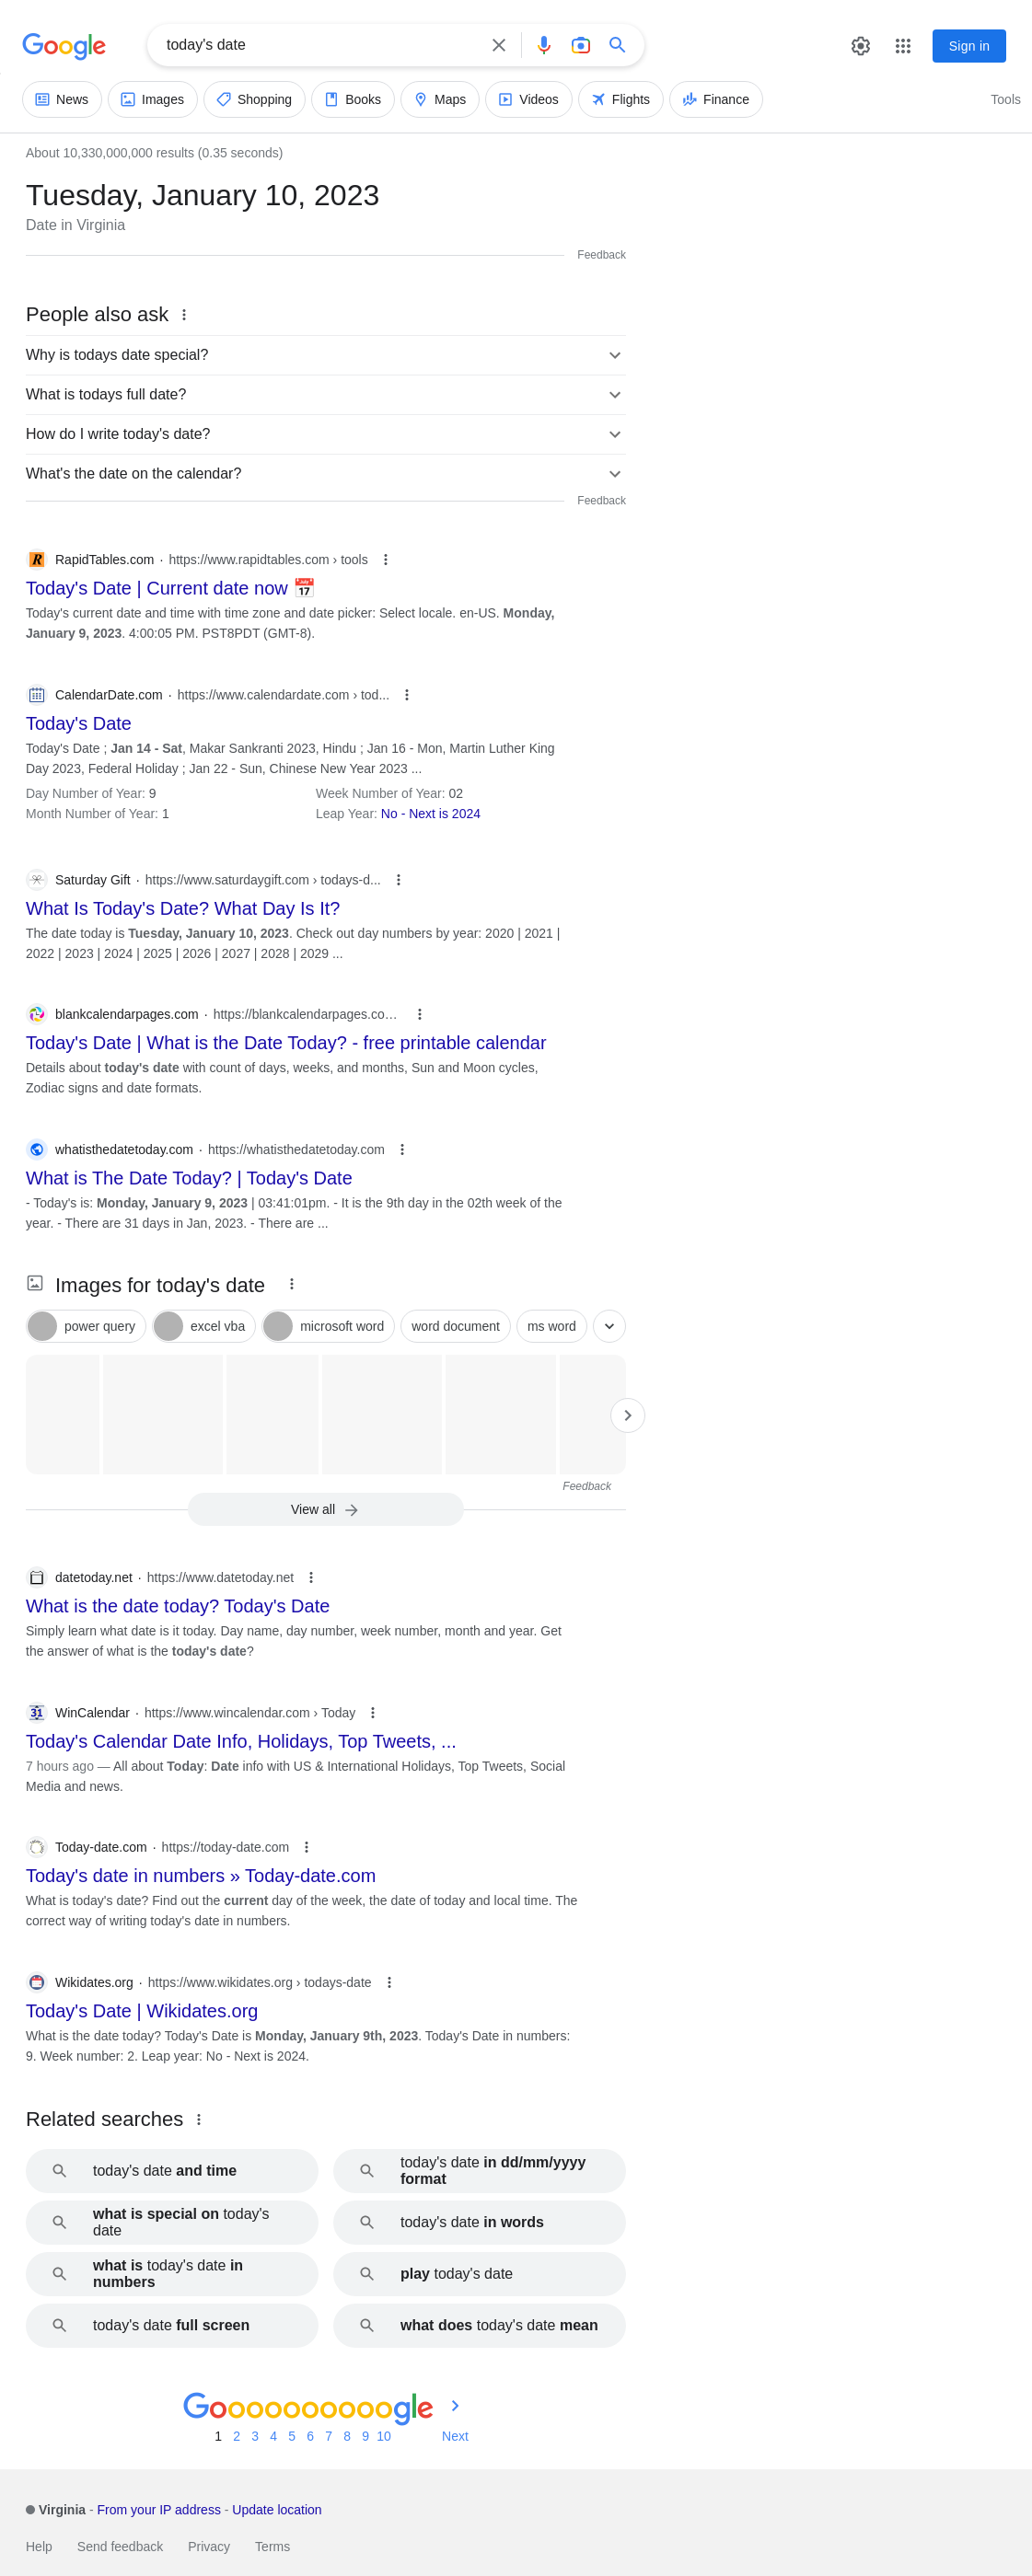 Google
today's date
Sign in
News
Images
Shopping
Books
Maps
Videos
Flights
Finance
Tools
About 10,330,000,000 results (0.35 seconds)
Tuesday, January 10, 2023
Date in Virginia
Feedback
People also ask
Why is todays date special?
What is todays full date?
How do I write today's date?
What's the date on the calendar?
Feedback
RapidTables.com · https://www.rapidtables.com › tools
Today's Date | Current date now 📅
Today's current date and time with time zone and date picker: Select locale. en-US. Monday,
January 9, 2023. 4:00:05 PM. PST8PDT (GMT-8).
CalendarDate.com · https://www.calendardate.com › tod...
Today's Date
Today's Date ; Jan 14 - Sat, Makar Sankranti 2023, Hindu ; Jan 16 - Mon, Martin Luther King
Day 2023, Federal Holiday ; Jan 22 - Sun, Chinese New Year 2023 ...
Day Number of Year: 9
Week Number of Year: 02
Month Number of Year: 1
Leap Year: No - Next is 2024
Saturday Gift · https://www.saturdaygift.com › todays-d...
What Is Today's Date? What Day Is It?
The date today is Tuesday, January 10, 2023. Check out day numbers by year: 2020 | 2021 |
2022 | 2023 | 2024 | 2025 | 2026 | 2027 | 2028 | 2029 ...
blankcalendarpages.com · https://blankcalendarpages.co…
Today's Date | What is the Date Today? - free printable calendar
Details about today's date with count of days, weeks, and months, Sun and Moon cycles,
Zodiac signs and date formats.
whatisthedatetoday.com · https://whatisthedatetoday.com
What is The Date Today? | Today's Date
- Today's is: Monday, January 9, 2023 | 03:41:01pm. - It is the 9th day in the 02th week of the
year. - There are 31 days in Jan, 2023. - There are ...
Images for today's date
power query
excel vba
microsoft word
word document
ms word
Feedback
View all
datetoday.net · https://www.datetoday.net
What is the date today? Today's Date
Simply learn what date is it today. Day name, day number, week number, month and year. Get
the answer of what is the today's date?
31
WinCalendar · https://www.wincalendar.com › Today
Today's Calendar Date Info, Holidays, Top Tweets, ...
7 hours ago — All about Today: Date info with US & International Holidays, Top Tweets, Social
Media and news.
Today-date.com · https://today-date.com
Today's date in numbers » Today-date.com
What is today's date? Find out the current day of the week, the date of today and local time. The
correct way of writing today's date in numbers.
Wikidates.org · https://www.wikidates.org › todays-date
Today's Date | Wikidates.org
What is the date today? Today's Date is Monday, January 9th, 2023. Today's Date in numbers:
9. Week number: 2. Leap year: No - Next is 2024.
Related searches
today's date and time
today's date in dd/mm/yyyy
format
what is special on today's
date
today's date in words
what is today's date in
numbers
play today's date
today's date full screen
what does today's date mean
Goooooooooogle
1 2 3 4 5 6 7 8 9 10 Next
Virginia - From your IP address - Update location
Help
Send feedback
Privacy
Terms